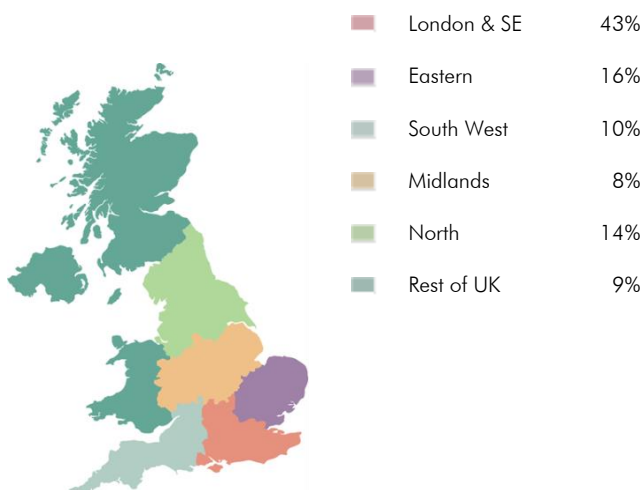 London & SE 43%
Eastern 16%
South West 10%
Midlands 8%
North 14%
Rest of UK 9%